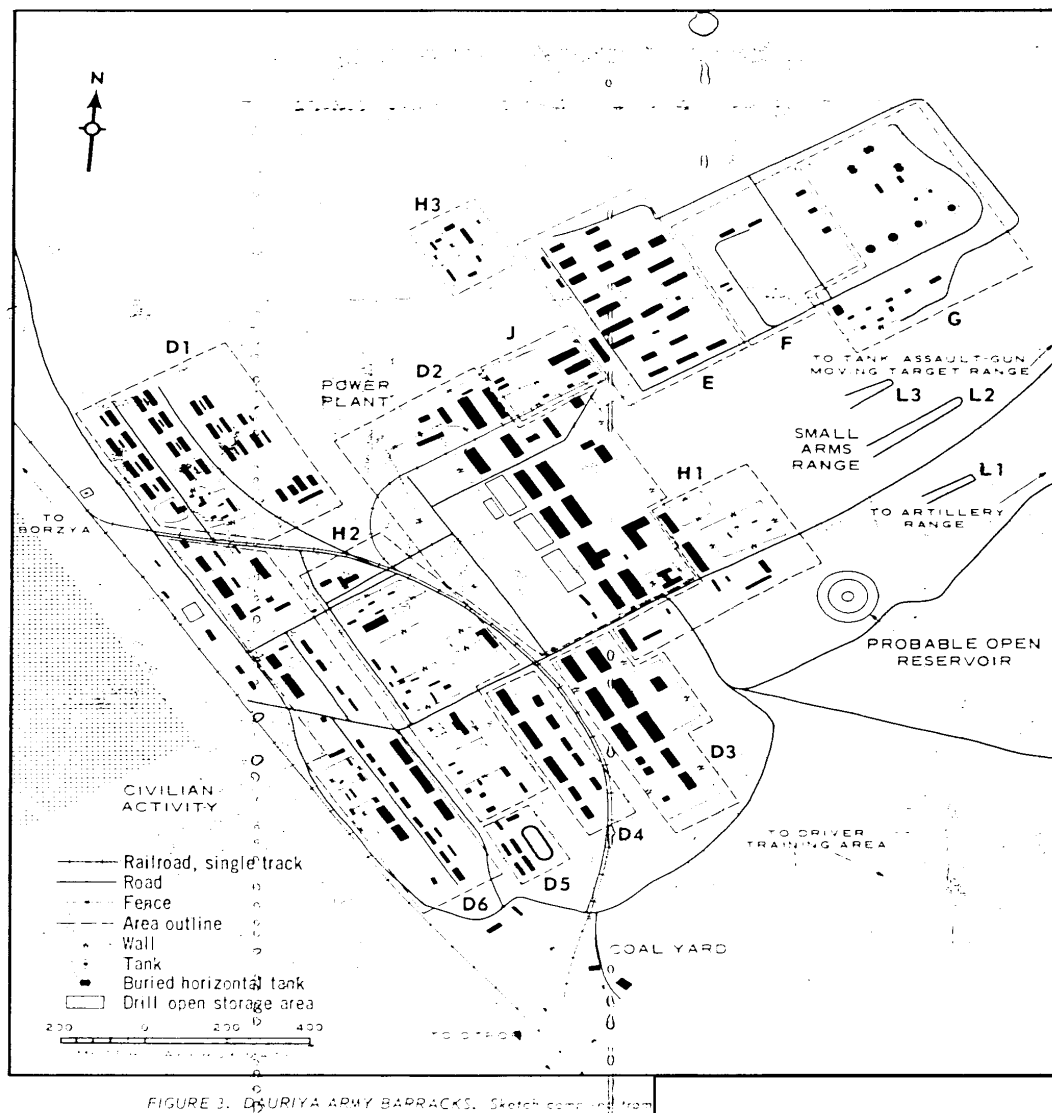 N
H3
D1
J
D2
POWER
PLANT
E
F
G
TO TANK ASSAULT-GUN
MOVING TARGET RANGE
L3
L2
SMALL
ARMS
RANGE
H1
L1
TO ARTILLERY
RANGE
TO
BORZYA
H2
PROBABLE OPEN
RESERVOIR
D3
CIVILIAN
ACTIVITY
D4
TO DRIVER
TRAINING AREA
D5
D6
COAL YARD
Railroad, single track
Road
Fence
Area outline
Wall
Tank
Buried horizontal tank
Drill open storage area
200 0 200 400
TO
FIGURE 3. DAURIYA ARMY BARRACKS. Sketch from